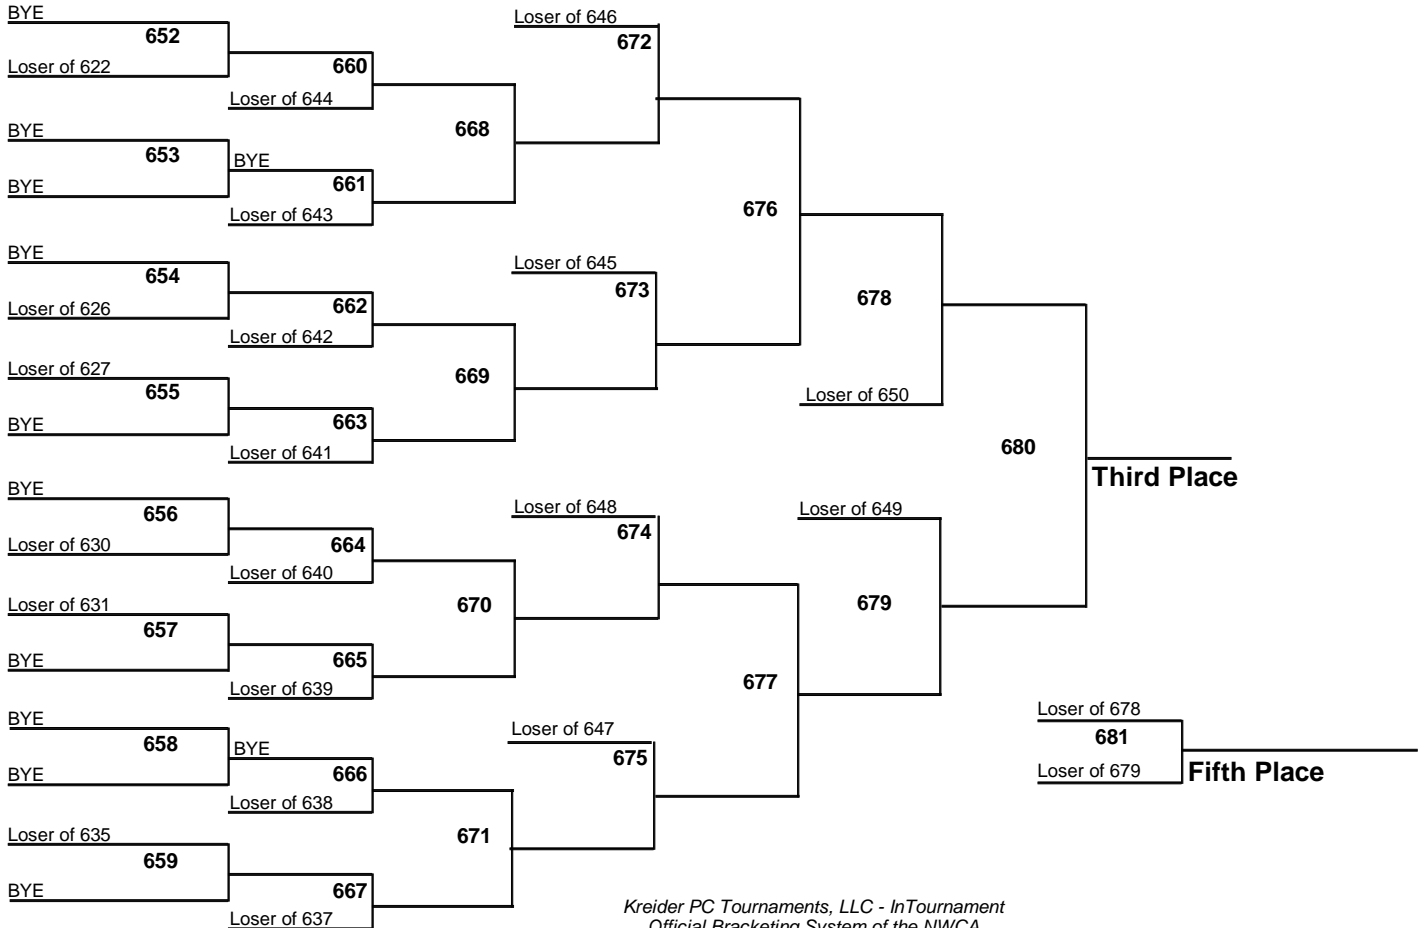 BYE
652
Loser of 622
660
Loser of 644
BYE
653
BYE
BYE
661
Loser of 643
668
BYE
654
Loser of 626
662
Loser of 642
Loser of 627
655
BYE
663
Loser of 641
669
BYE
656
Loser of 630
664
Loser of 640
Loser of 631
657
BYE
665
Loser of 639
670
BYE
658
BYE
BYE
666
Loser of 638
Loser of 635
659
BYE
667
Loser of 637
671
Loser of 646
672
Loser of 645
673
676
Loser of 648
674
Loser of 647
675
677
678
Loser of 650
Loser of 649
679
680
Third Place
Loser of 678
681
Loser of 679
Fifth Place
Kreider PC Tournaments, LLC - InTournament
Official Bracketing System of the NWCA